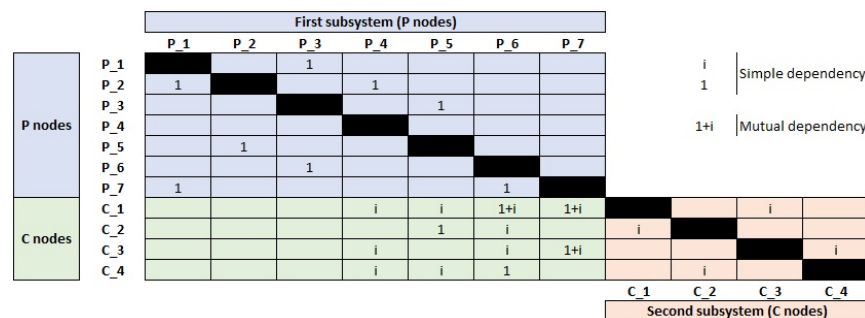 First subsystem (P nodes)
P_1 P_2 P_3 P_4 P_5 P_6 P_7
P_1 1 i Simple dependency
P_2 1 1 1
P_3 1
P nodes P_4 1+i Mutual dependency
P_5 1
P_6 1
P_7 1 1
C_1 i i 1+i 1+i i
C nodes C_2 1 i i
C_3 i i 1+i i
C_4 i i 1 i
C_1 C_2 C_3 C_4
Second subsystem (C nodes)